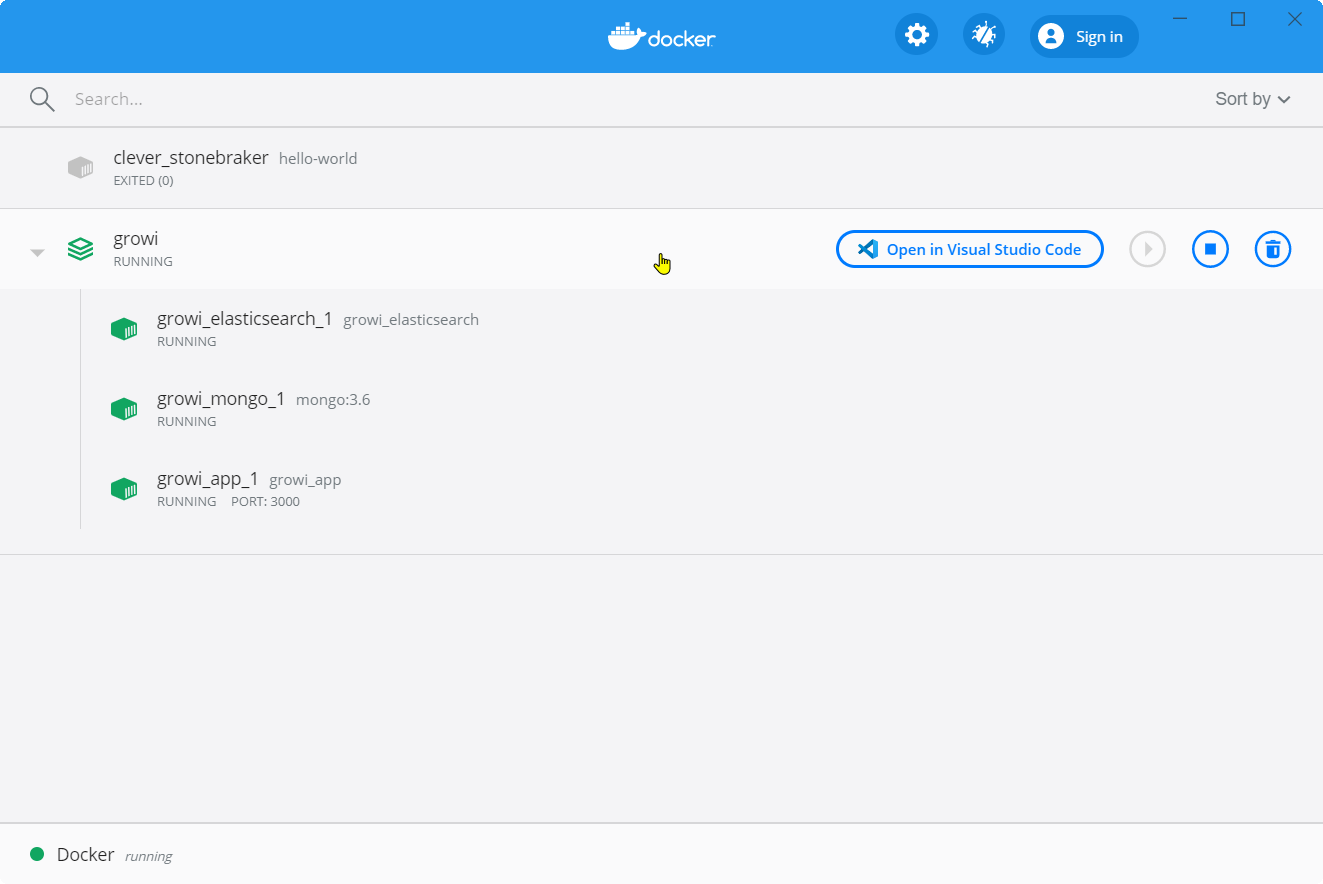 docker
Sign in
Search...
Sort by
clever_stonebraker hello-world
EXITED (0)
growi
RUNNING
Open in Visual Studio Code
growi_elasticsearch_1 growi_elasticsearch
RUNNING
growi_mongo_1 mongo:3.6
RUNNING
growi_app_1 growi_app
RUNNING PORT: 3000
Docker running